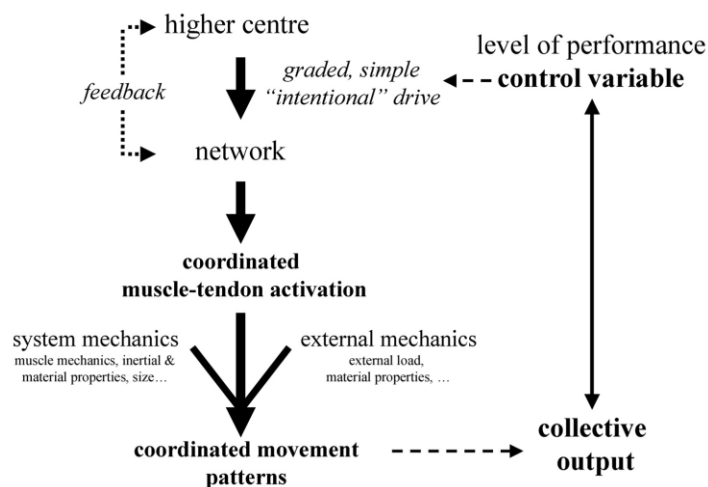 higher centre
level of performance
control variable
graded, simple
“intentional” drive
feedback
network
coordinated
muscle-tendon activation
system mechanics
muscle mechanics, inertial &
material properties, size…
external mechanics
external load,
material properties, …
coordinated movement
patterns
collective
output